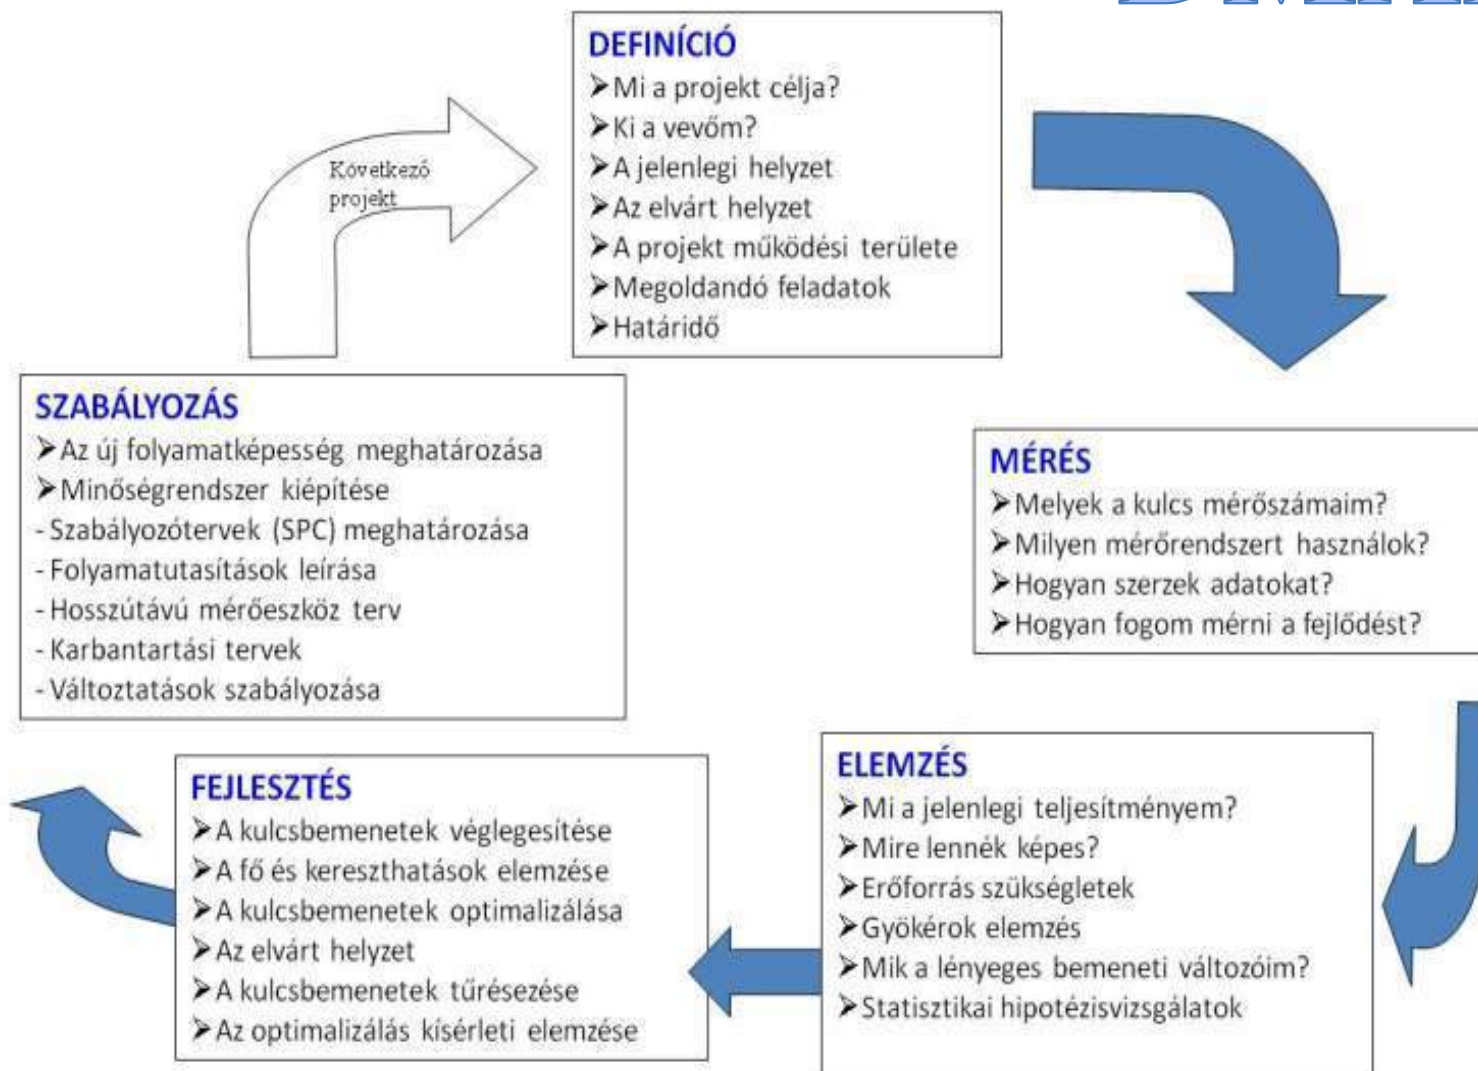 DEFINÍCIÓ
➤Mi a projekt célja?
➤Ki a vevőm?
➤A jelenlegi helyzet
➤Az elvárt helyzet
➤A projekt működési területe
➤Megoldandó feladatok
➤Határidő
Következő
projekt
MÉRÉS
➤Melyek a kulcs mérőszámaim?
➤Milyen mérőrendszert használok?
➤Hogyan szerzek adatokat?
➤Hogyan fogom mérni a fejlődést?
ELEMZÉS
➤Mi a jelenlegi teljesítményem?
➤Mire lennék képes?
➤Erőforrás szükségletek
➤Gyökérok elemzés
➤Mik a lényeges bemeneti változóim?
➤Statisztikai hipotézisvizsgálatok
FEJLESZTÉS
➤A kulcsbemenetek véglegesítése
➤A fő és kereszthatások elemzése
➤A kulcsbemenetek optimalizálása
➤Az elvárt helyzet
➤A kulcsbemenetek tűrésezése
➤Az optimalizálás kísérleti elemzése
SZABÁLYOZÁS
➤Az új folyamatképesség meghatározása
➤Minőségrendszer kiépítése
- Szabályozótervek (SPC) meghatározása
- Folyamatutasítások leírása
- Hosszútávú mérőeszköz terv
- Karbantartási tervek
- Változtatások szabályozása